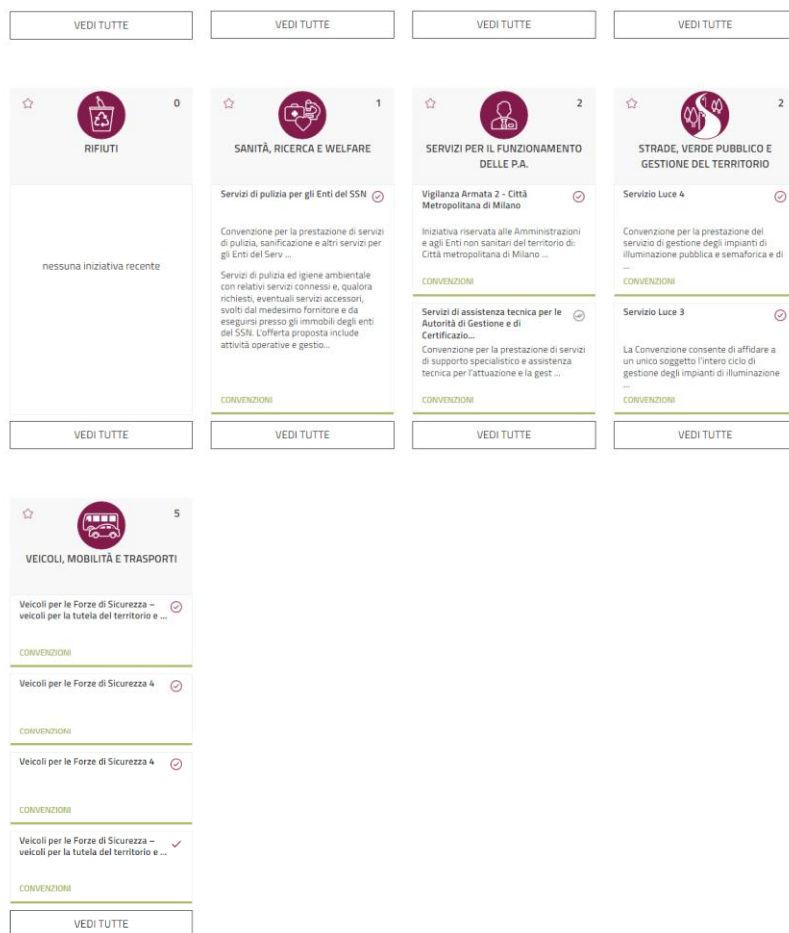 VEDI TUTTE
VEDI TUTTE
VEDI TUTTE
VEDI TUTTE
0
RIFIUTI
nessuna iniziativa recente
VEDI TUTTE
1
SANITÀ, RICERCA E WELFARE
Servizi di pulizia per gli Enti del SSN
Convenzione per la prestazione di servizi
di pulizia, sanificazione e altri servizi per
gli Enti del Serv ...
Servizi di pulizia ed igiene ambientale
con relativi servizi connessi e, qualora
richiesti, eventuali servizi accessori,
svolti dal medesimo fornitore e da
eseguirsi presso gli immobili degli enti
del SSN. L'offerta proposta include
attività operative e gestio...
CONVENZIONI
VEDI TUTTE
2
SERVIZI PER IL FUNZIONAMENTO
DELLE P.A.
Vigilanza Armata 2 - Città
Metropolitana di Milano
Iniziativa riservata alle Amministrazioni
e agli Enti non sanitari del territorio di:
Città metropolitana di Milano ...
CONVENZIONI
Servizi di assistenza tecnica per le
Autorità di Gestione e di
Certificazio...
Convenzione per la prestazione di servizi
di supporto specialistico e assistenza
tecnica per l'attuazione e la gest ...
CONVENZIONI
VEDI TUTTE
2
STRADE, VERDE PUBBLICO E
GESTIONE DEL TERRITORIO
Servizio Luce 4
Convenzione per la prestazione del
servizio di gestione degli impianti di
illuminazione pubblica e semaforica e di
...
CONVENZIONI
Servizio Luce 3
La Convenzione consente di affidare a
un unico soggetto l'intero ciclo di
gestione degli impianti di illuminazione
...
CONVENZIONI
VEDI TUTTE
5
VEICOLI, MOBILITÀ E TRASPORTI
Veicoli per le Forze di Sicurezza –
veicoli per la tutela del territorio e ...
CONVENZIONI
Veicoli per le Forze di Sicurezza 4
CONVENZIONI
Veicoli per le Forze di Sicurezza 4
CONVENZIONI
Veicoli per le Forze di Sicurezza –
veicoli per la tutela del territorio e ...
CONVENZIONI
VEDI TUTTE